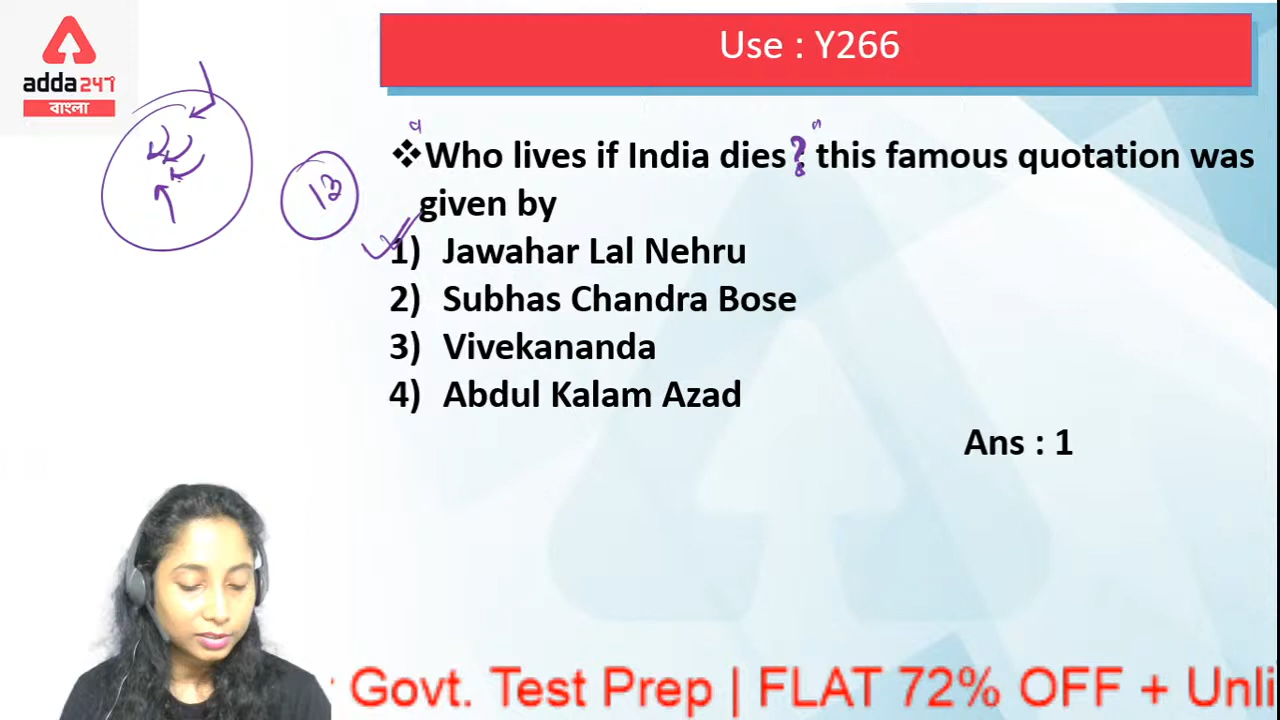 adda247
বাংলা
Use : Y266
❖Who lives if India dies ? this famous quotation was
given by
1) Jawahar Lal Nehru
2) Subhas Chandra Bose
3) Vivekananda
4) Abdul Kalam Azad
Ans : 1
13
Govt. Test Prep | FLAT 72% OFF + Unli